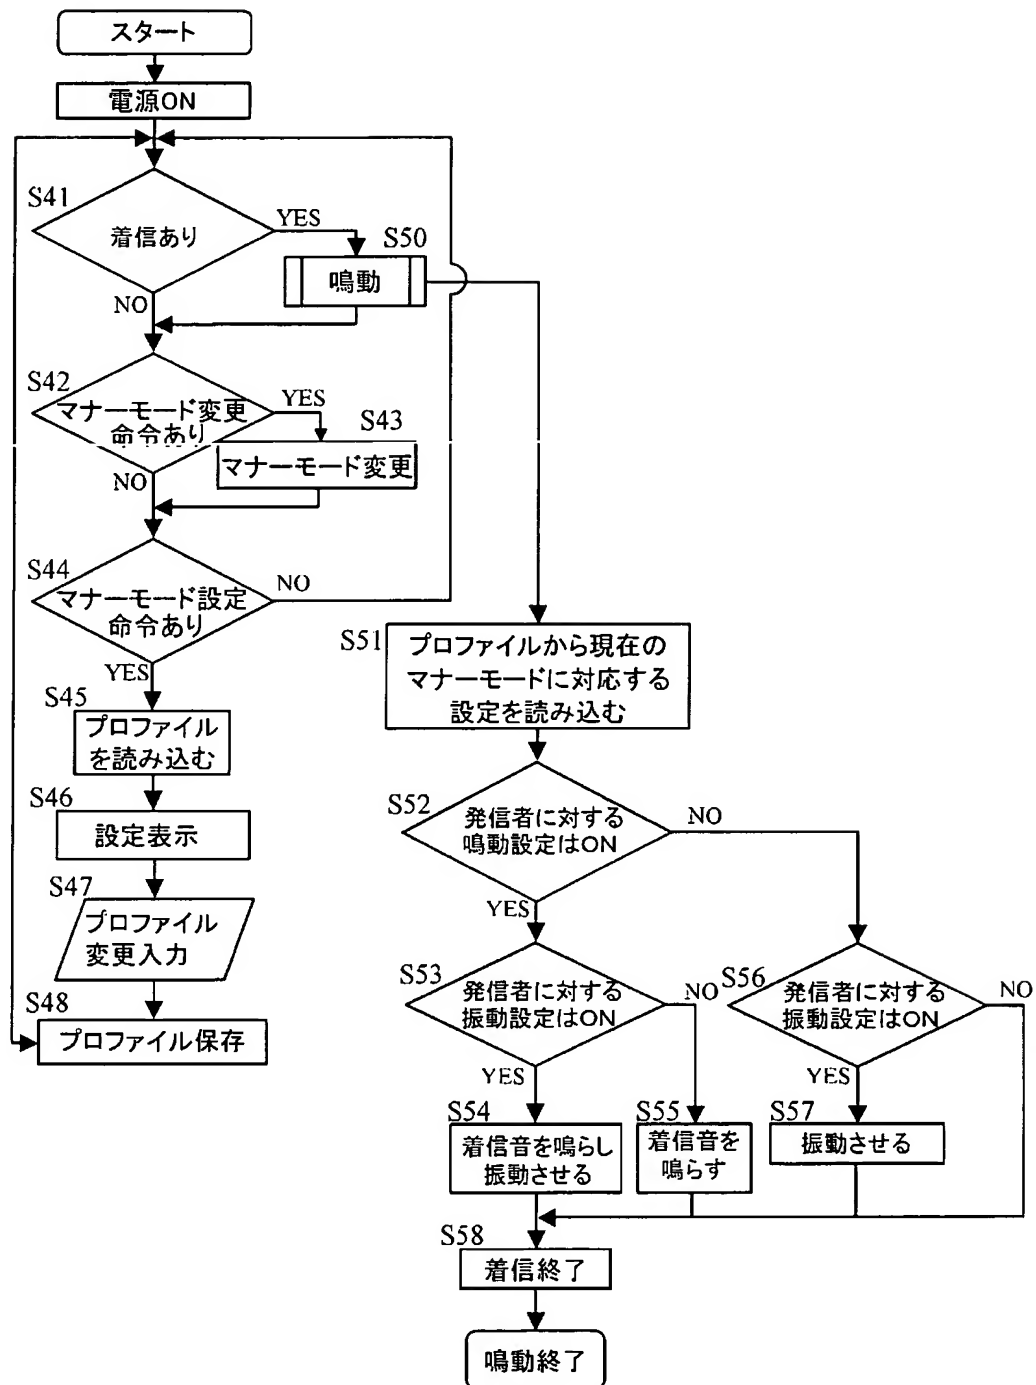 スタート
電源ON
S41
着信あり
YES
S50
鳴動
NO
S42
マナーモード変更
命令あり
YES
S43
マナーモード変更
NO
S44
マナーモード設定
命令あり
NO
YES
S45
プロファイル
を読み込む
S46
設定表示
S47
プロファイル
変更入力
S48
プロファイル保存
S51
プロファイルから現在の
マナーモードに対応する
設定を読み込む
S52
発信者に対する
鳴動設定はON
NO
YES
S53
発信者に対する
振動設定はON
NO
YES
S56
発信者に対する
振動設定はON
NO
YES
S54
着信音を鳴らし
振動させる
S55
着信音を
鳴らす
S57
振動させる
S58
着信終了
鳴動終了